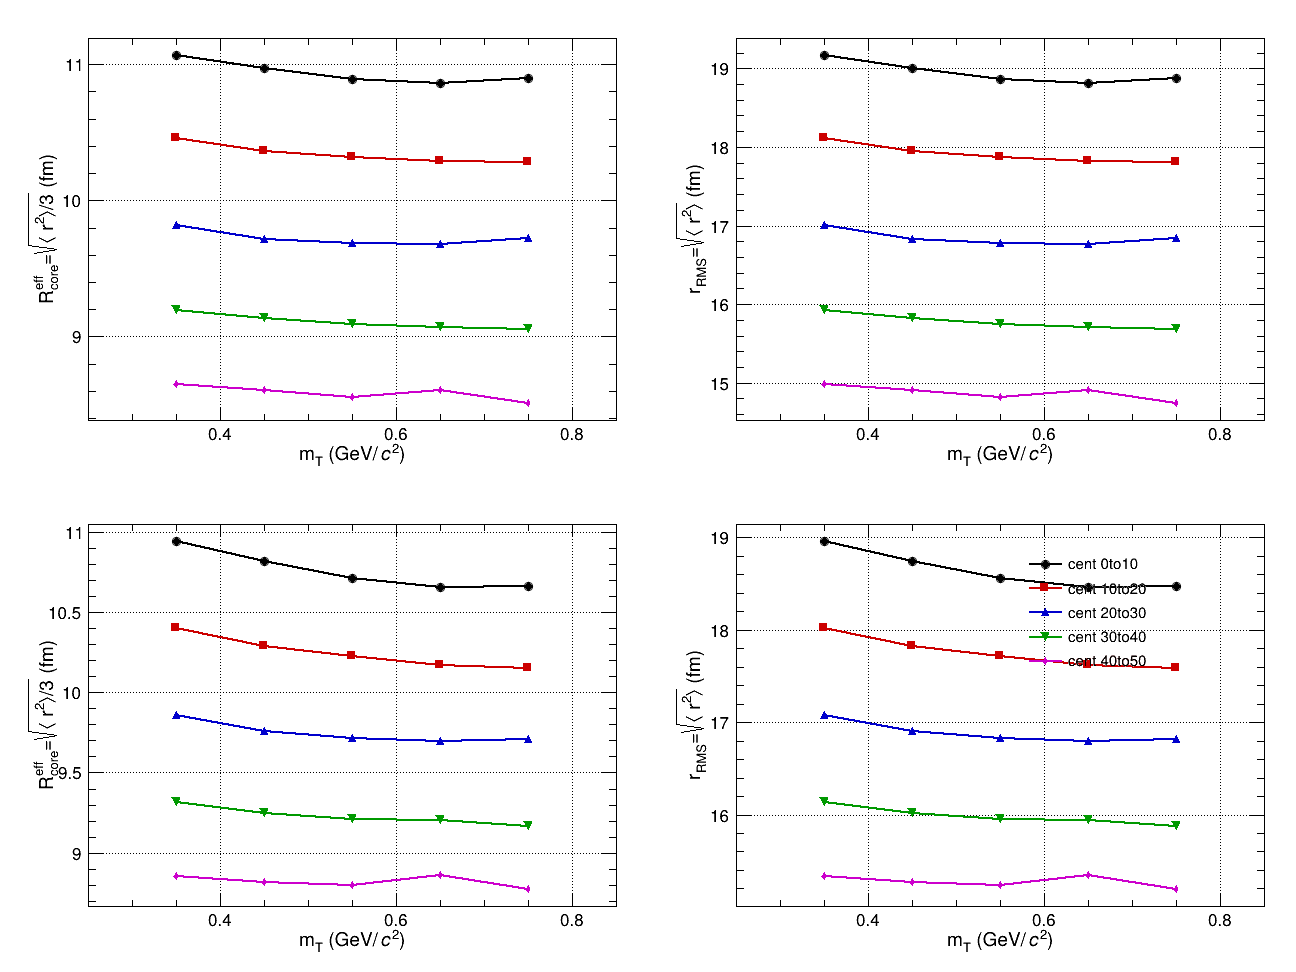 11
10
9
0.4 0.6 0.8
m_T (GeV/c²)
R^eff_core=√⟨ r²⟩/3 (fm)
19
18
17
16
15
0.4 0.6 0.8
m_T (GeV/c²)
r_RMS=√⟨ r²⟩ (fm)
11
10.5
10
9.5
9
0.4 0.6 0.8
m_T (GeV/c²)
R^eff_core=√⟨ r²⟩/3 (fm)
19
18
17
16
0.4 0.6 0.8
m_T (GeV/c²)
r_RMS=√⟨ r²⟩ (fm)
cent 0to10
cent 10to20
cent 20to30
cent 30to40
cent 40to50